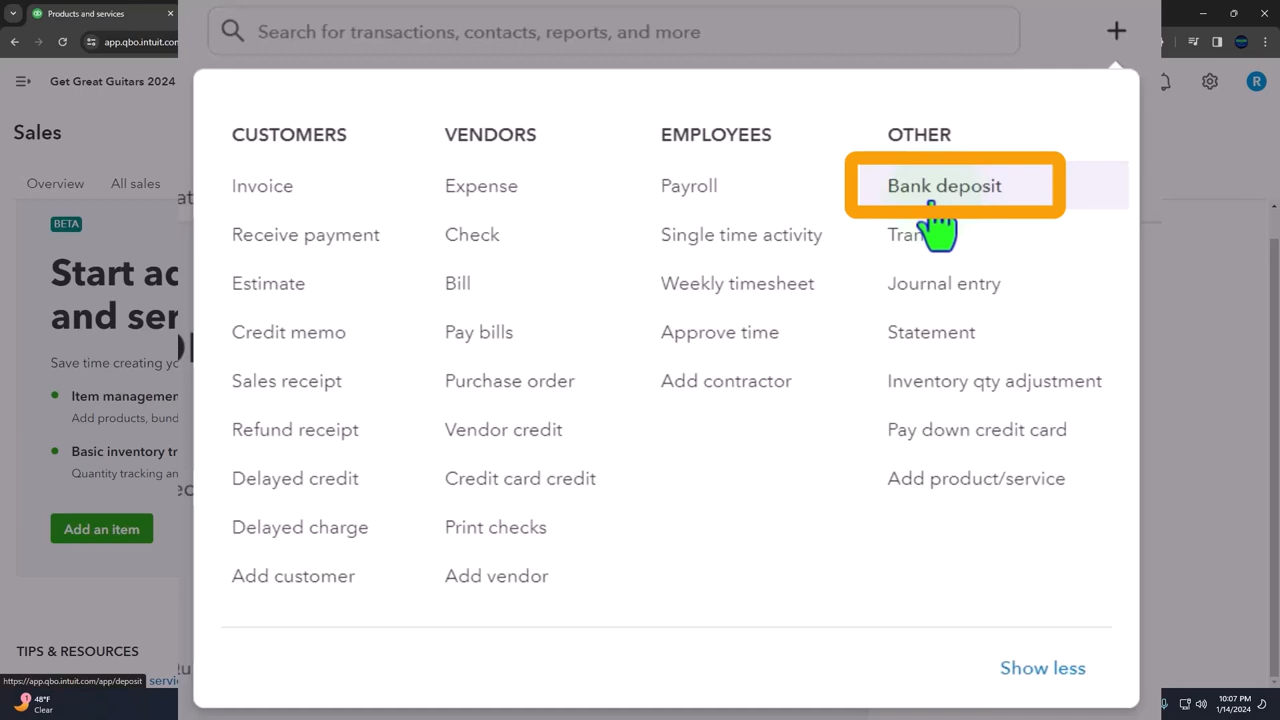 Products and services
app.qbo.intuit.com
Search for transactions, contacts, reports, and more
Get Great Guitars 2024
R
Sales
Overview
All sales
BETA
Start
and
Save time creating
Item
Add products,
Basic inventory
Quantity tracking
Add an item
TIPS & RESOURCES
CUSTOMERS
Invoice
Receive payment
Estimate
Credit memo
Sales receipt
Refund receipt
Delayed credit
Delayed charge
Add customer
VENDORS
Expense
Check
Bill
Pay bills
Purchase order
Vendor credit
Credit card credit
Print checks
Add vendor
EMPLOYEES
Payroll
Single time activity
Weekly timesheet
Approve time
Add contractor
OTHER
Bank deposit
Journal entry
Statement
Inventory qty adjustment
Pay down credit card
Add product/service
Show less
https://app.qbo.intuit.com/app/deposit
1
48°F
Clear
10:07 PM
1/14/2024